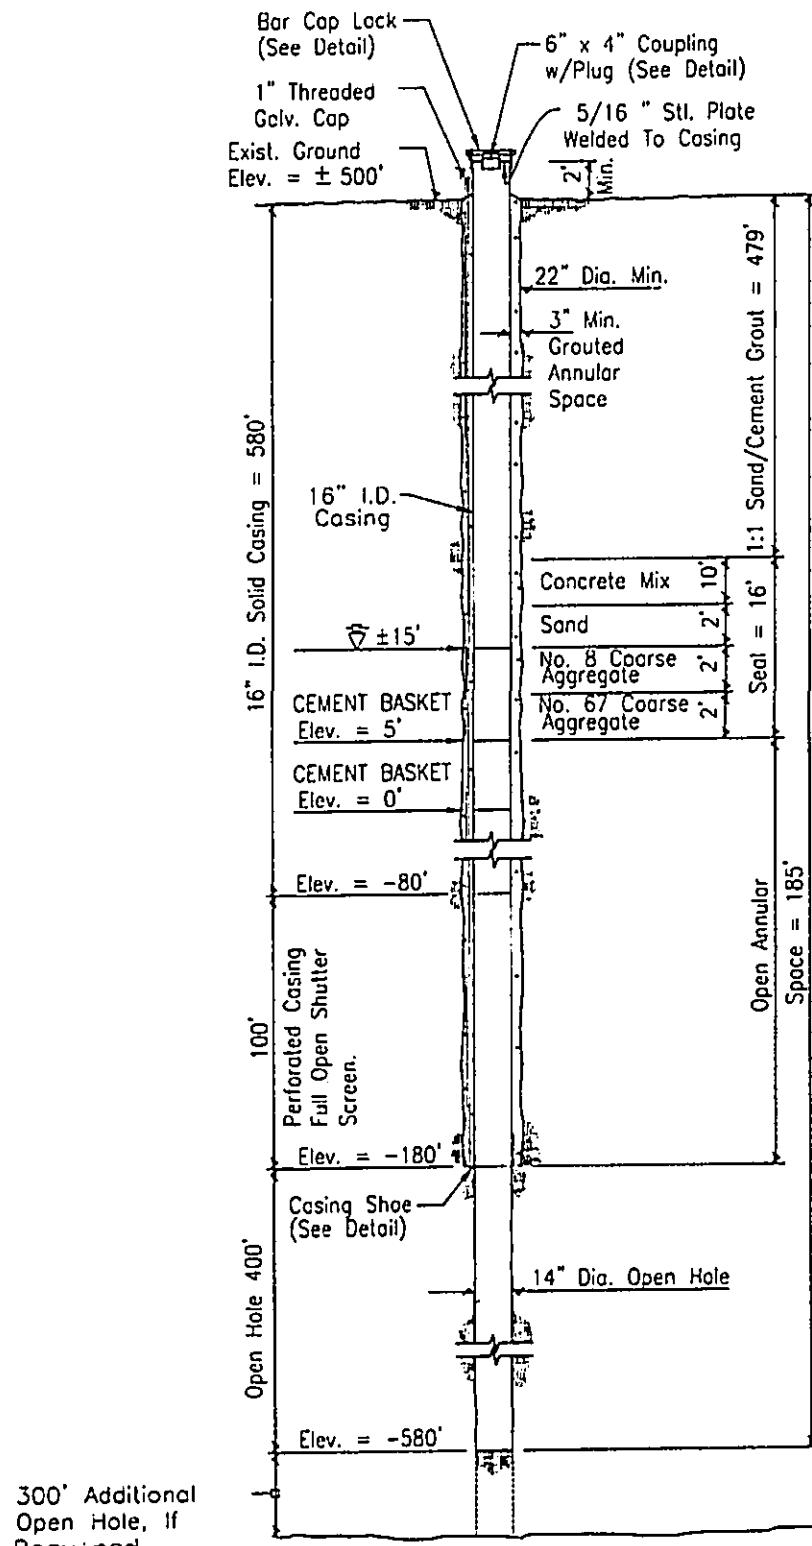 Bar Cap Lock
(See Detail)
6" x 4" Coupling
w/Plug (See Detail)
1" Threaded
Galv. Cap
5/16 " Stl. Plate
Welded To Casing
Exist. Ground
Elev. = ± 500'
2'
Min.
22" Dia. Min.
3" Min.
Grouted
Annular
Space
1:1 Sand/Cement Grout = 479'
16" I.D. Solid Casing = 580'
16" I.D.
Casing
Concrete Mix
10'
Sand
2'
±15'
No. 8 Coarse
Aggregate
2'
No. 67 Coarse
Aggregate
2'
Seal = 16'
CEMENT BASKET
Elev. = 5'
CEMENT BASKET
Elev. = 0'
Elev. = -80'
Open Annular
Space = 185'
100'
Perforated Casing
Full Open Shutter
Screen.
Elev. = -180'
Casing Shoe
(See Detail)
Open Hole 400'
14" Dia. Open Hole
Elev. = -580'
300' Additional
Open Hole, If